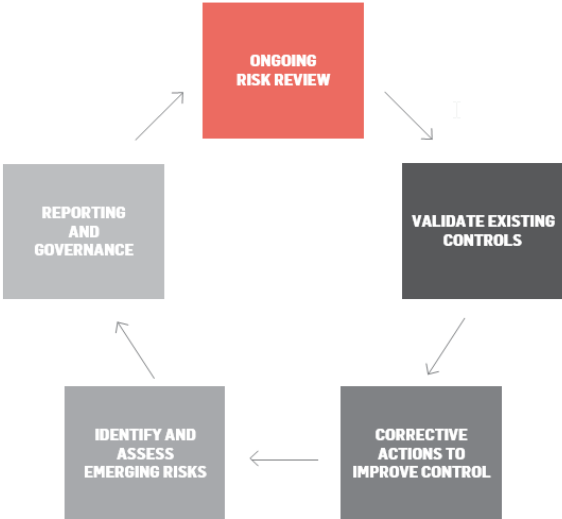 ONGOING
RISK REVIEW
VALIDATE EXISTING
CONTROLS
CORRECTIVE
ACTIONS TO
IMPROVE CONTROL
IDENTIFY AND
ASSESS
EMERGING RISKS
REPORTING
AND
GOVERNANCE